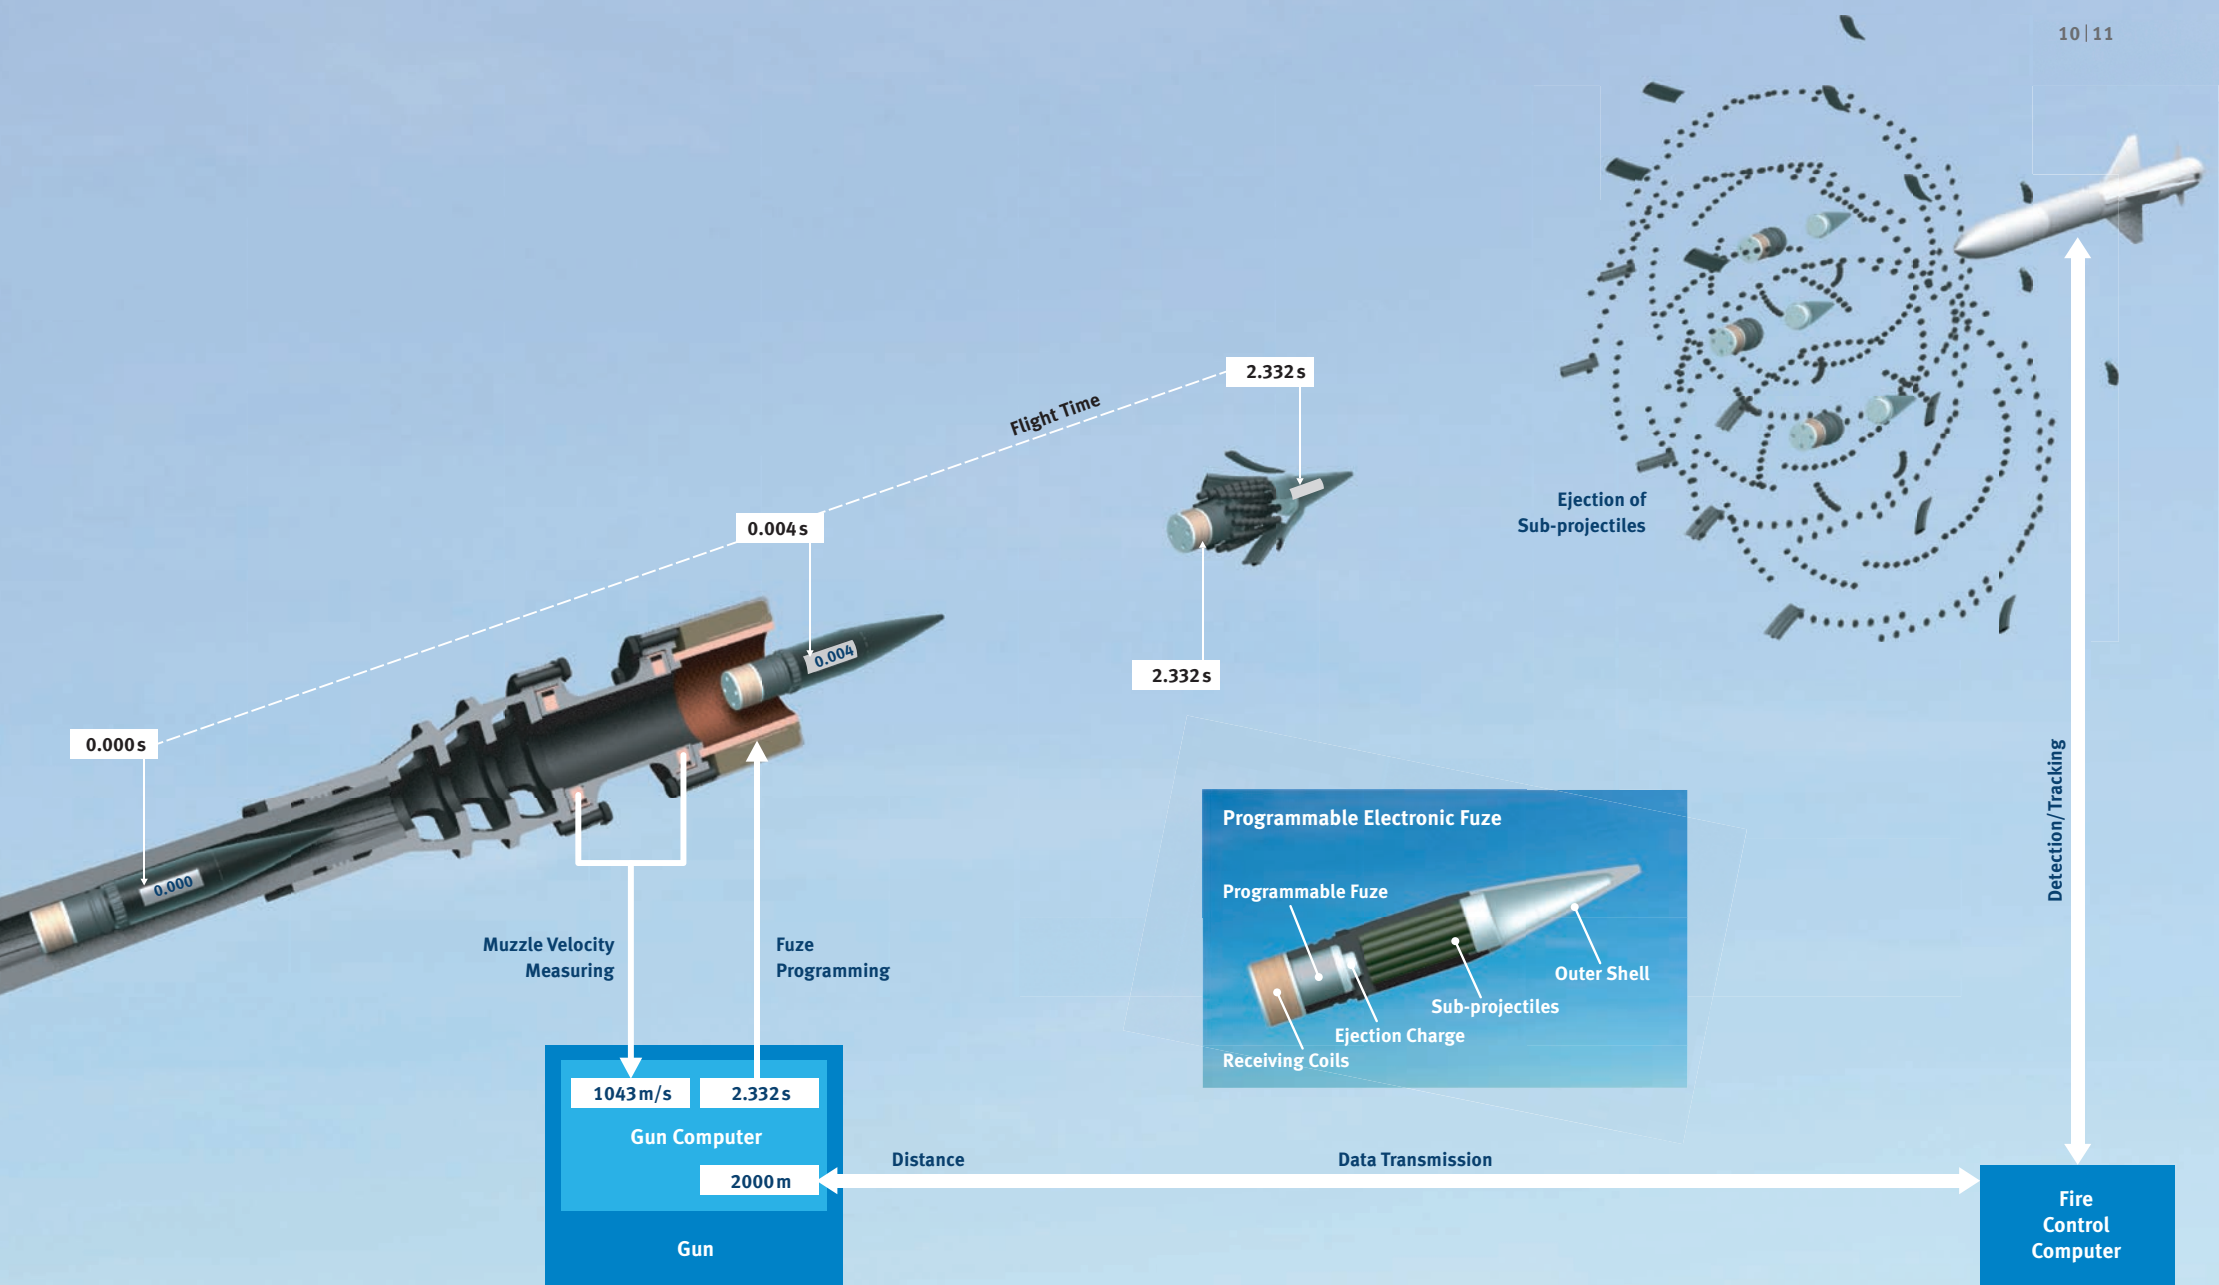 10|11
2.332 s
Flight Time
0.004 s
Ejection of
Sub-projectiles
0.004
2.332 s
0.000 s
0.000
Detection/Tracking
Programmable Electronic Fuze
Programmable Fuze
Outer Shell
Sub-projectiles
Ejection Charge
Receiving Coils
Muzzle Velocity
Measuring
Fuze
Programming
1043 m/s
2.332 s
Gun Computer
2000 m
Gun
Distance
Data Transmission
Fire
Control
Computer